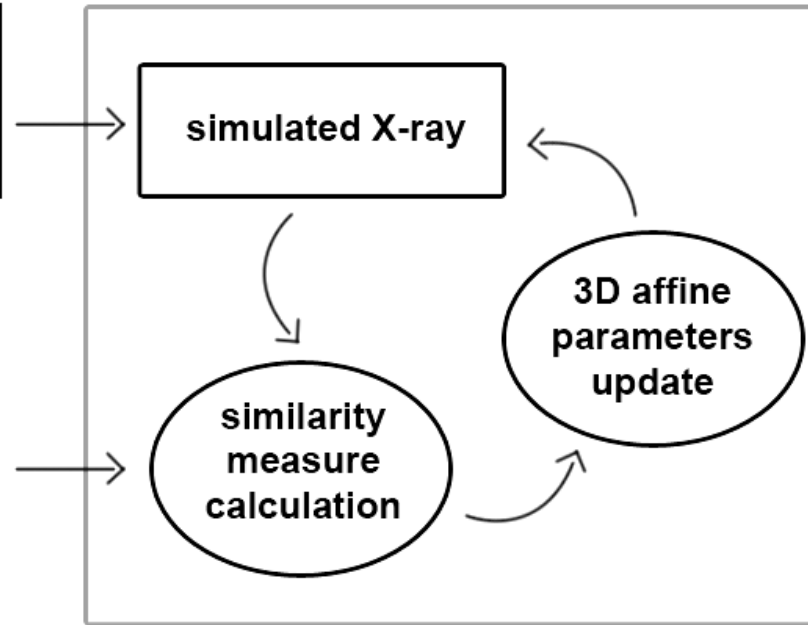 simulated X-ray
3D affine
parameters
update
similarity
measure
calculation